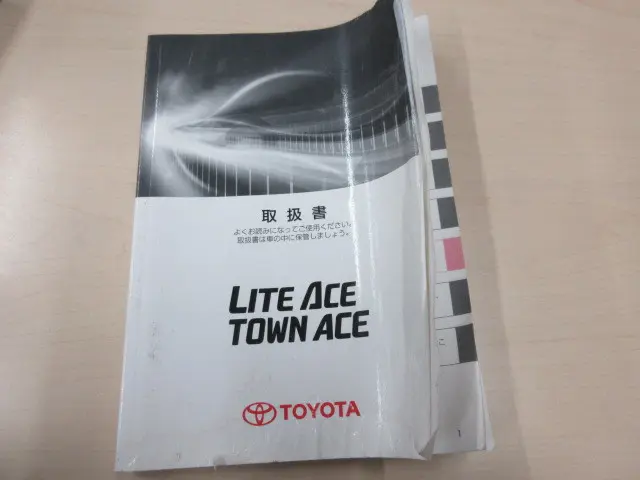 取扱書
よくお読みになってご使用ください。
取扱書は車の中に保管しましょう。
LITE ACE
TOWN ACE
TOYOTA
こ
1